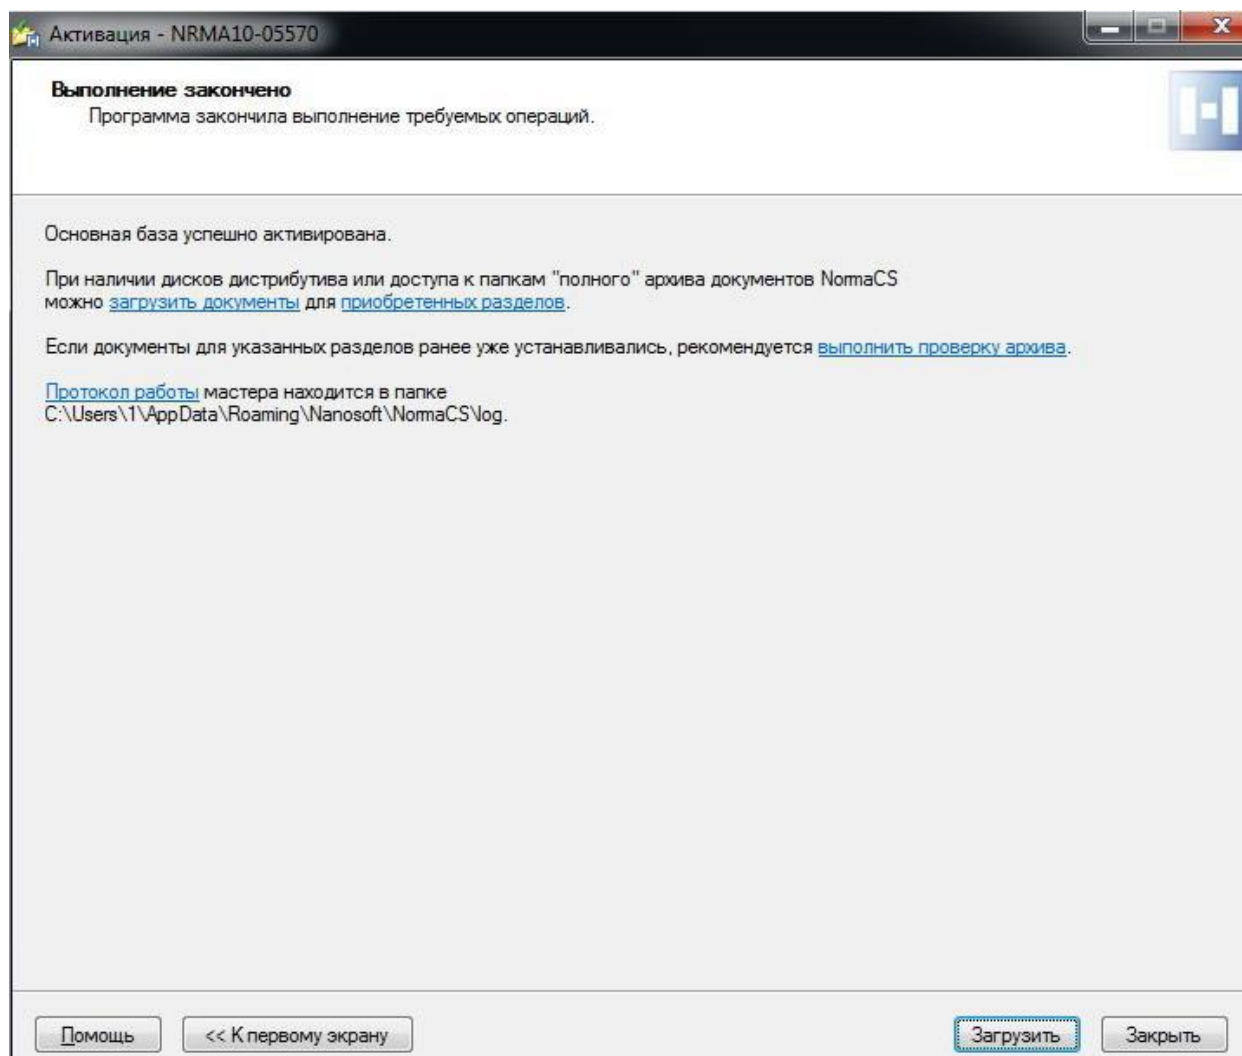 Активация - NRMA10-05570
Выполнение закончено
Программа закончила выполнение требуемых операций.
Основная база успешно активирована.
При наличии дисков дистрибутива или доступа к папкам "полного" архива документов NormaCS
можно загрузить документы для приобретенных разделов.
Если документы для указанных разделов ранее уже устанавливались, рекомендуется выполнить проверку архива.
Протокол работы мастера находится в папке
C:\Users\1\AppData\Roaming\Nanosoft\NormaCS\log.
Помощь
<< К первому экрану
Загрузить
Закрыть